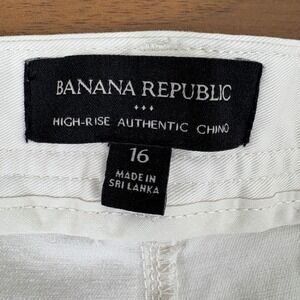 BANANA REPUBLIC
HIGH-RISE AUTHENTIC CHINO
16
MADE IN
SRI LANKA